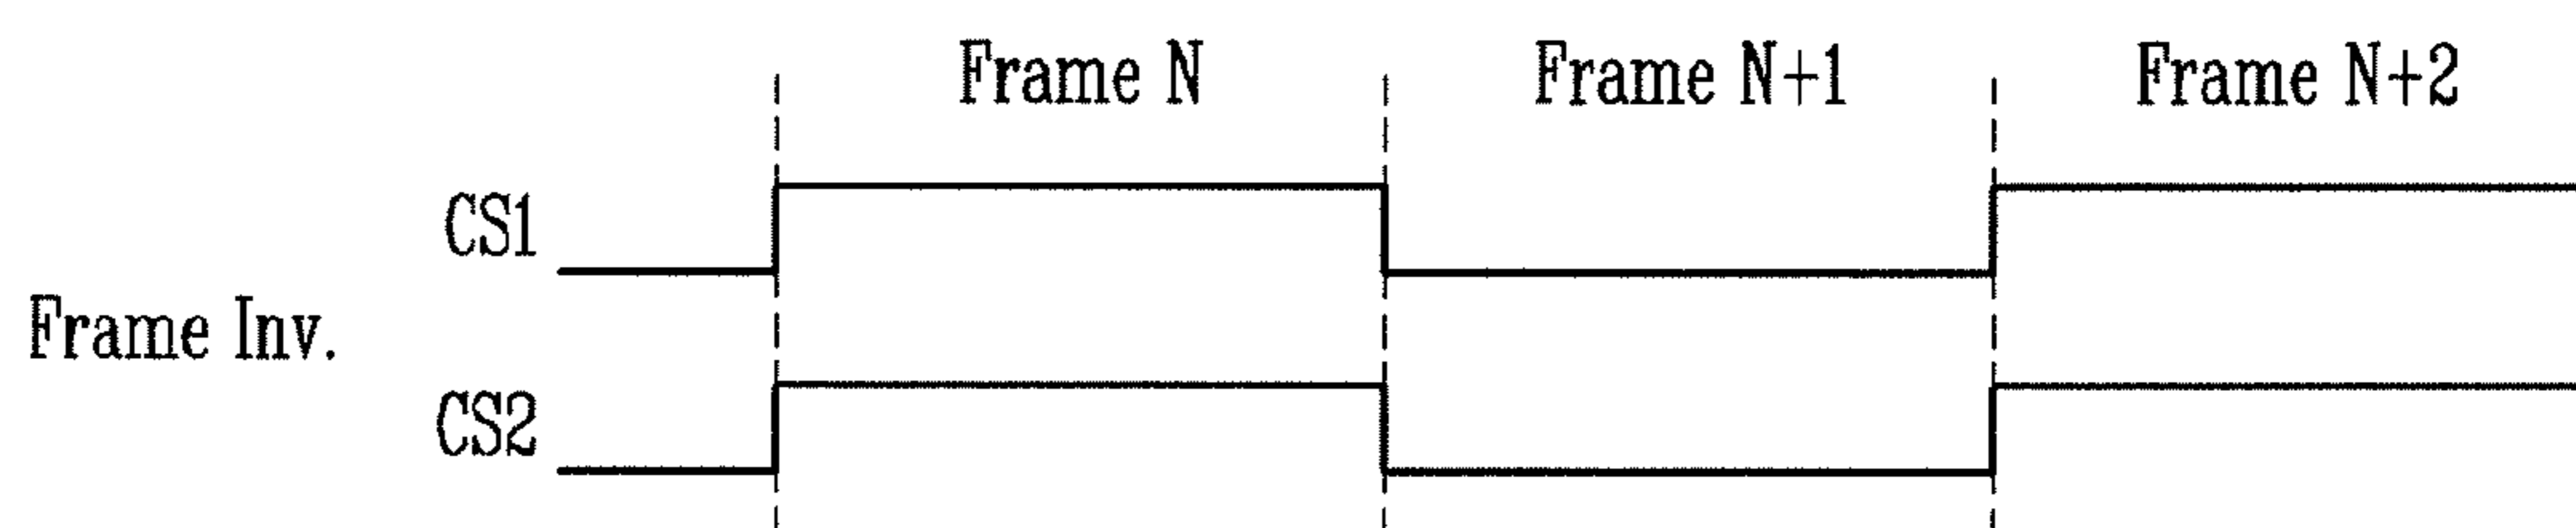 Frame N
Frame N+1
Frame N+2
CS1
Frame Inv.
CS2